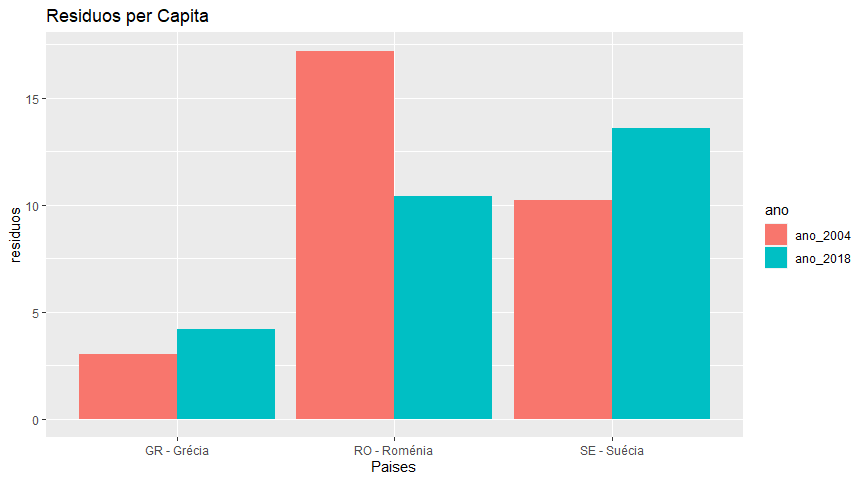 Residuos per Capita
residuos
15
10
5
0
GR - Grécia
RO - Roménia
SE - Suécia
Paises
ano
ano_2004
ano_2018